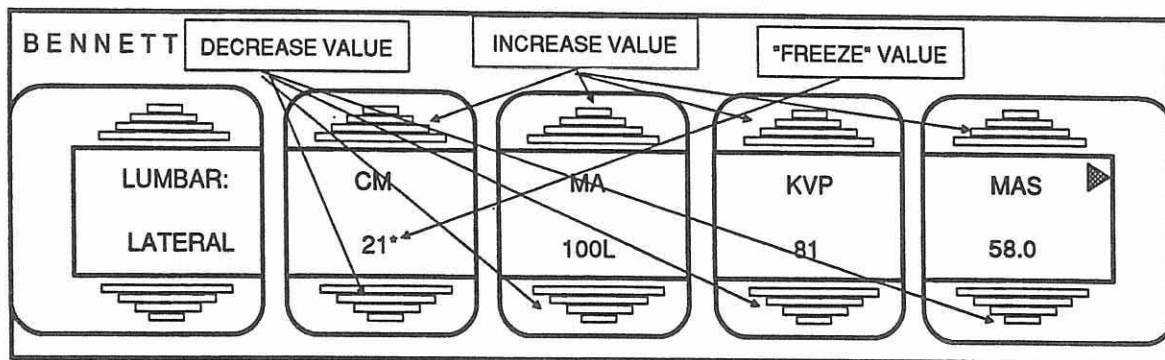 BENNETT
DECREASE VALUE
INCREASE VALUE
"FREEZE" VALUE
LUMBAR:
LATERAL
CM
21*
MA
100L
KVP
81
MAS
58.0